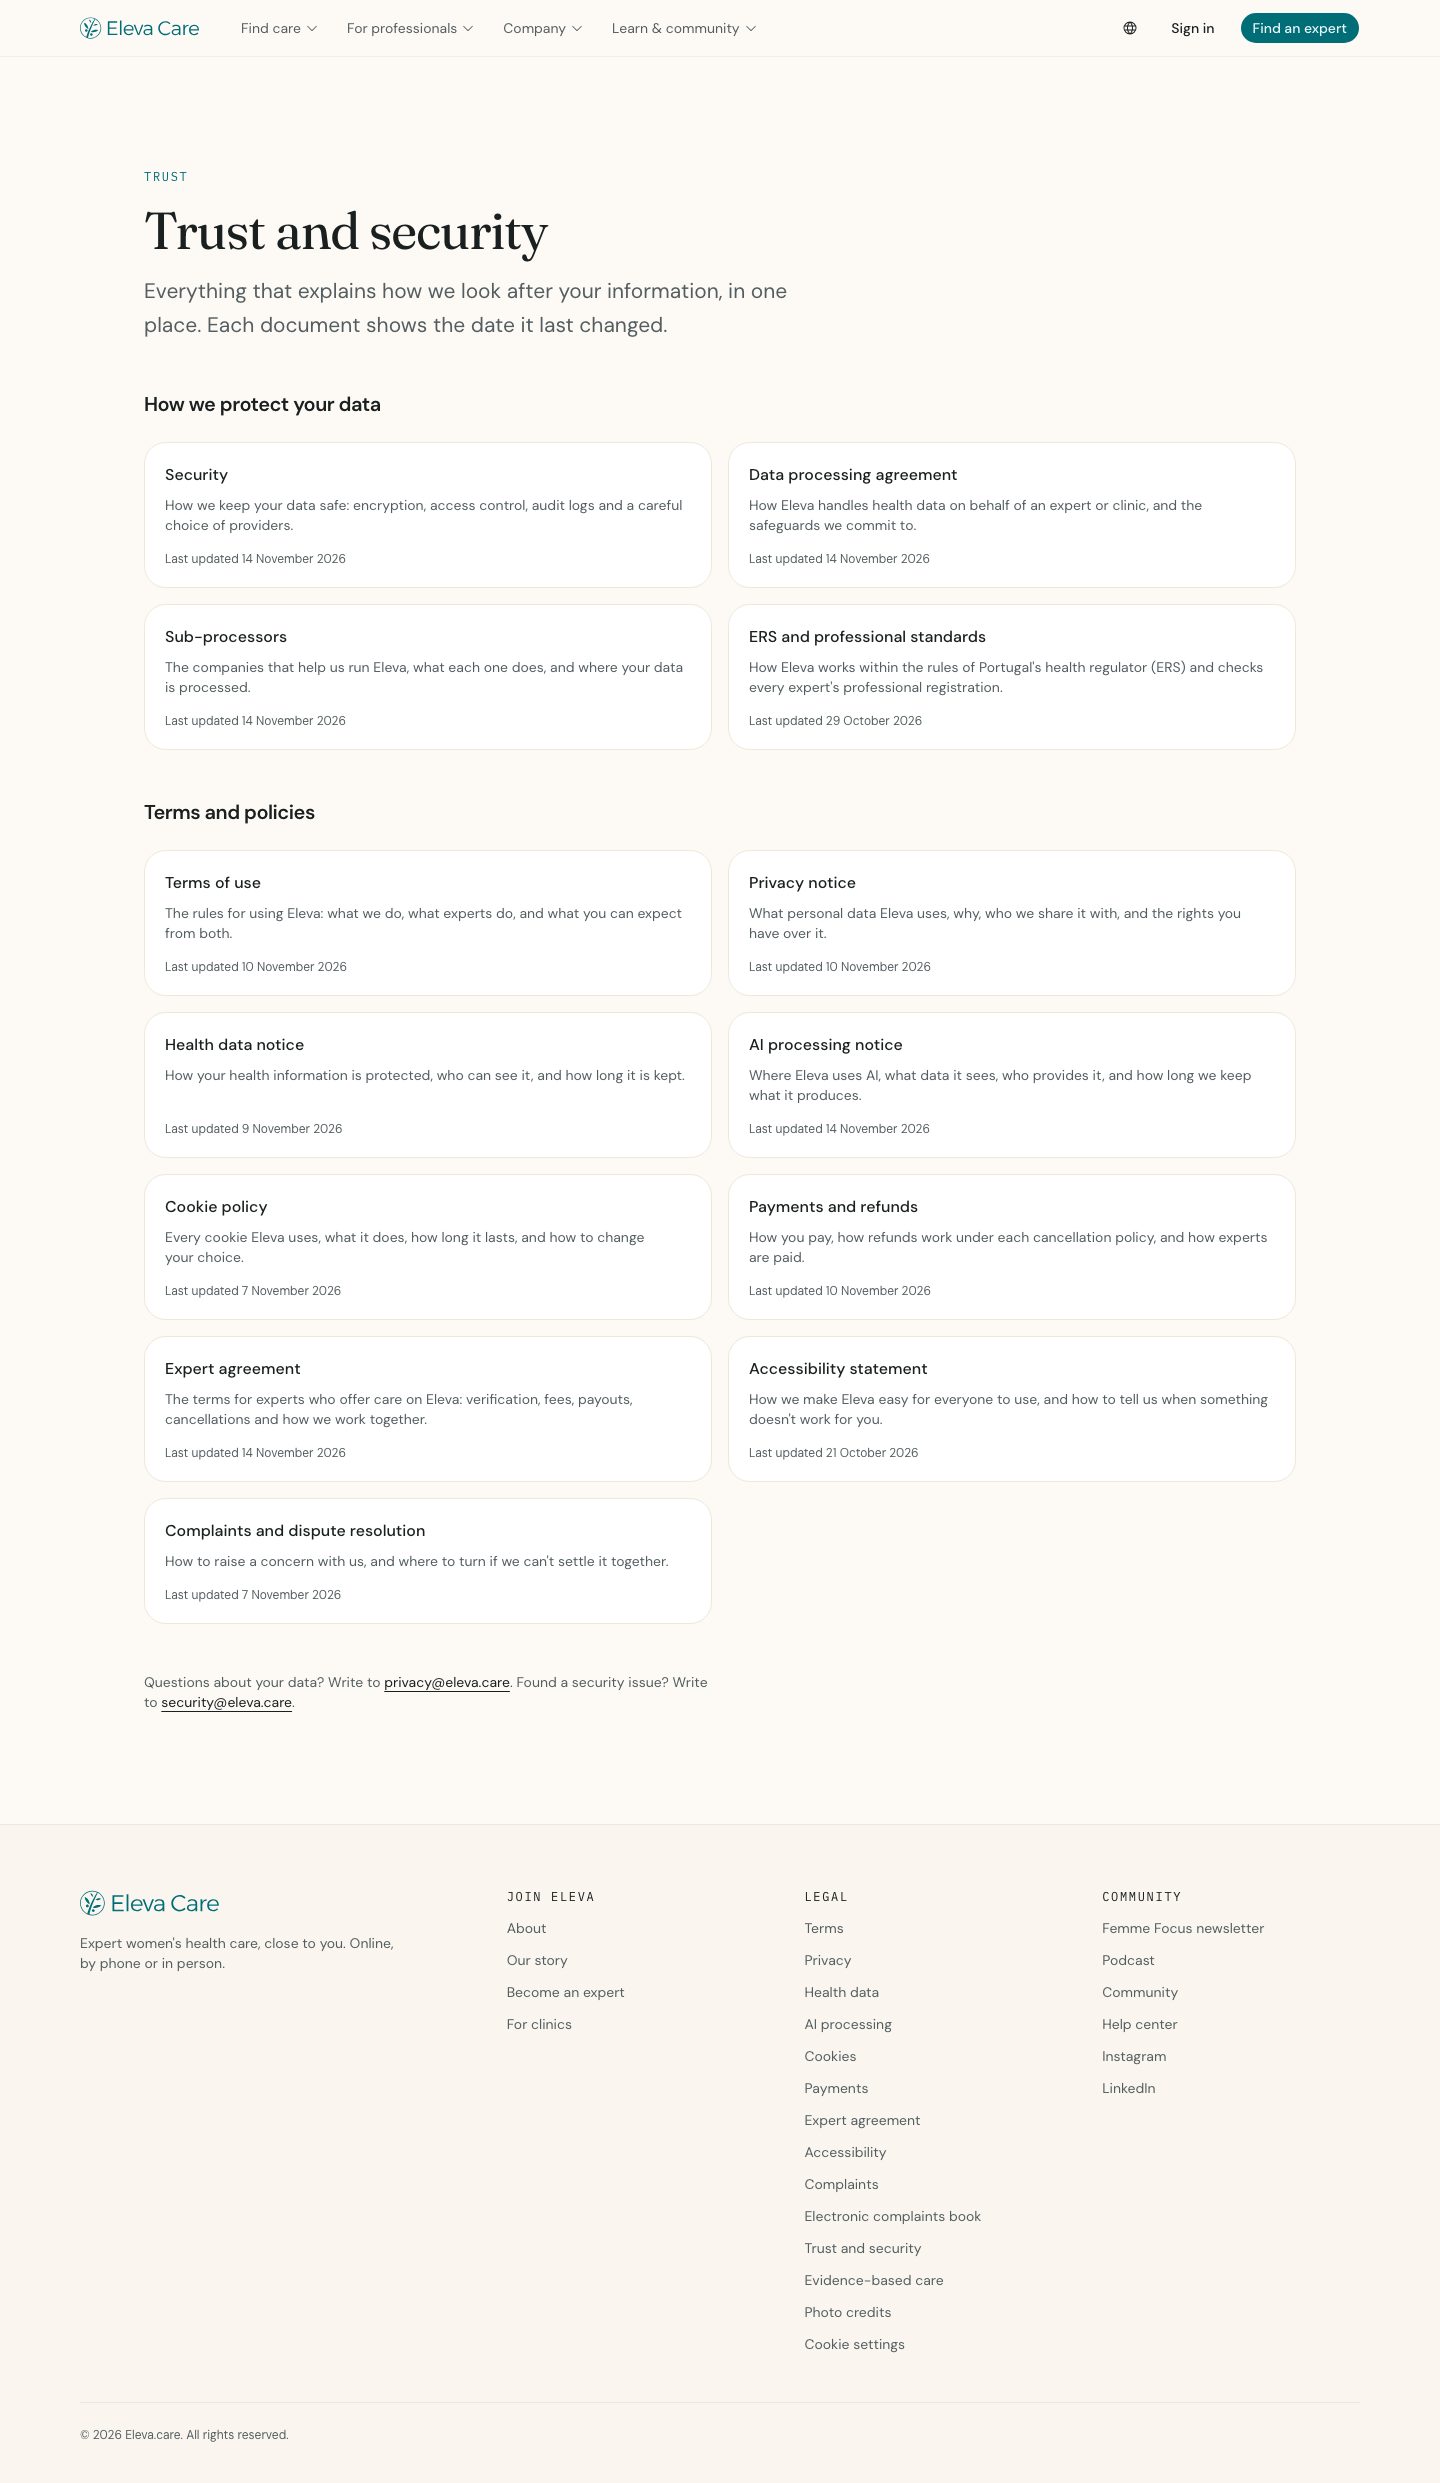 Eleva Care
Find care
For professionals
Company
Learn & community
Sign in
Find an expert
TRUST
Trust and security
Everything that explains how we look after your information, in one
place. Each document shows the date it last changed.
How we protect your data
Security
How we keep your data safe: encryption, access control, audit logs and a careful
choice of providers.
Last updated 14 November 2026
Data processing agreement
How Eleva handles health data on behalf of an expert or clinic, and the
safeguards we commit to.
Last updated 14 November 2026
Sub-processors
The companies that help us run Eleva, what each one does, and where your data
is processed.
Last updated 14 November 2026
ERS and professional standards
How Eleva works within the rules of Portugal's health regulator (ERS) and checks
every expert's professional registration.
Last updated 29 October 2026
Terms and policies
Terms of use
The rules for using Eleva: what we do, what experts do, and what you can expect
from both.
Last updated 10 November 2026
Privacy notice
What personal data Eleva uses, why, who we share it with, and the rights you
have over it.
Last updated 10 November 2026
Health data notice
How your health information is protected, who can see it, and how long it is kept.
Last updated 9 November 2026
AI processing notice
Where Eleva uses AI, what data it sees, who provides it, and how long we keep
what it produces.
Last updated 14 November 2026
Cookie policy
Every cookie Eleva uses, what it does, how long it lasts, and how to change
your choice.
Last updated 7 November 2026
Payments and refunds
How you pay, how refunds work under each cancellation policy, and how experts
are paid.
Last updated 10 November 2026
Expert agreement
The terms for experts who offer care on Eleva: verification, fees, payouts,
cancellations and how we work together.
Last updated 14 November 2026
Accessibility statement
How we make Eleva easy for everyone to use, and how to tell us when something
doesn't work for you.
Last updated 21 October 2026
Complaints and dispute resolution
How to raise a concern with us, and where to turn if we can't settle it together.
Last updated 7 November 2026
Questions about your data? Write to privacy@eleva.care. Found a security issue? Write
to security@eleva.care.
Eleva Care
Expert women's health care, close to you. Online,
by phone or in person.
JOIN ELEVA
About
Our story
Become an expert
For clinics
LEGAL
Terms
Privacy
Health data
AI processing
Cookies
Payments
Expert agreement
Accessibility
Complaints
Electronic complaints book
Trust and security
Evidence-based care
Photo credits
Cookie settings
COMMUNITY
Femme Focus newsletter
Podcast
Community
Help center
Instagram
LinkedIn
© 2026 Eleva.care. All rights reserved.